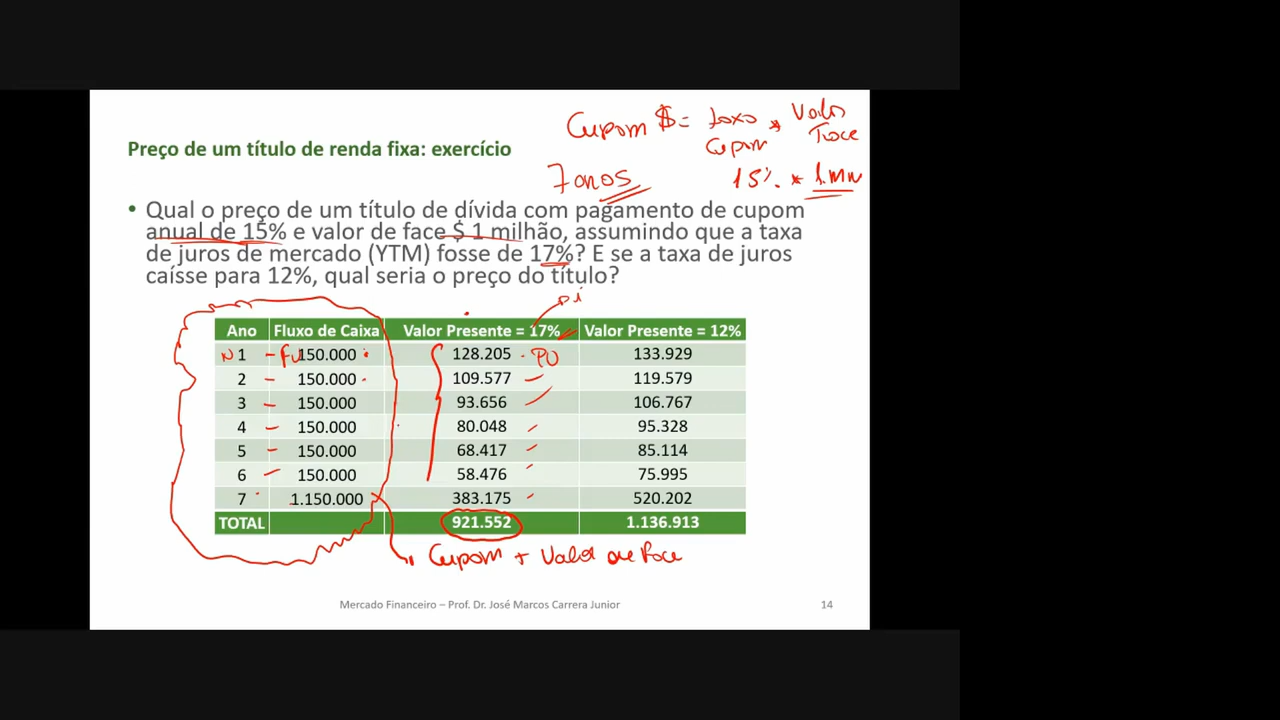 Cupom $ = taxa * Valor
Cupom Face
7 anos 15% * 1.MM
Preço de um título de renda fixa: exercício
• Qual o preço de um título de dívida com pagamento de cupom
anual de 15% e valor de face $ 1 milhão, assumindo que a taxa
de juros de mercado (YTM) fosse de 17%? E se a taxa de juros
caísse para 12%, qual seria o preço do título?
i
Ano Fluxo de Caixa Valor Presente = 17% Valor Presente = 12%
N 1 FV 150.000 128.205 PV 133.929
2 150.000 109.577 119.579
3 150.000 93.656 106.767
4 150.000 80.048 95.328
5 150.000 68.417 85.114
6 150.000 58.476 75.995
7 1.150.000 383.175 520.202
TOTAL 921.552 1.136.913
Cupom + Valor de Face
Mercado Financeiro – Prof. Dr. José Marcos Carrera Junior 14